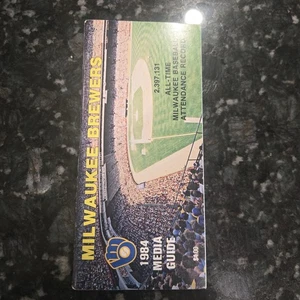 MILWAUKEE BREWERS
2,397,131
ALL-TIME
MILWAUKEE BASEBALL
ATTENDANCE RECORD
1984
MEDIA
GUIDE